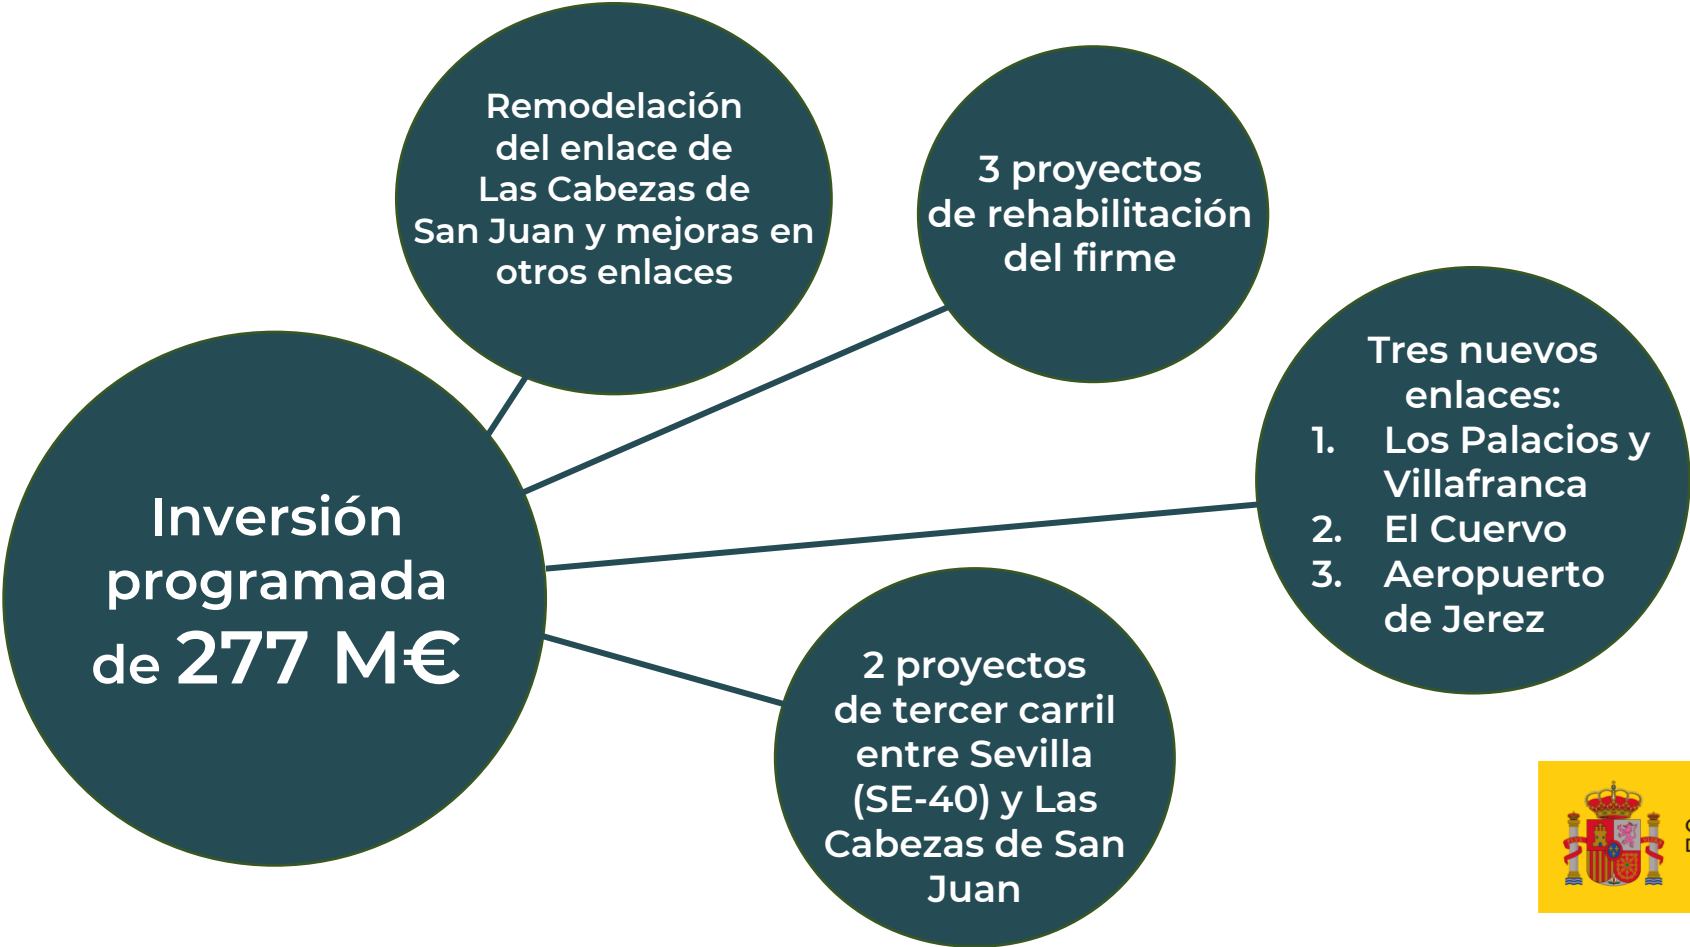 Remodelación
del enlace de
Las Cabezas de
San Juan y mejoras en
otros enlaces
3 proyectos
de rehabilitación
del firme
Tres nuevos
enlaces:
1. Los Palacios y
Villafranca
2. El Cuervo
3. Aeropuerto
de Jerez
Inversión
programada
de 277 M€
2 proyectos
de tercer carril
entre Sevilla
(SE-40) y Las
Cabezas de San
Juan